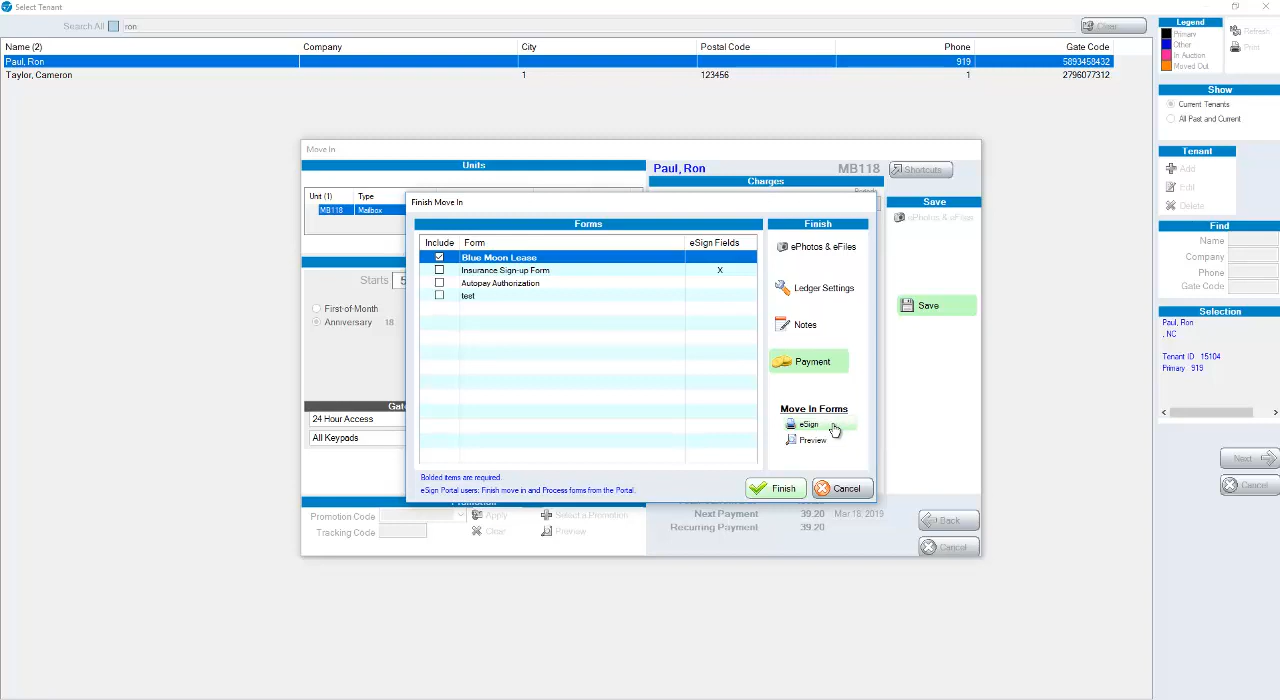 Select Tenant
Search All ron Clear
Name (2) Company City Postal Code Phone Gate Code
Paul, Ron 919 5893458432
Taylor, Cameron 1 123456 1 2796077312
Legend
Primary
Other
In Auction
Moved Out
Refresh
Print
Show
Current Tenants
All Past and Current
Tenant
Add
Edit
Delete
Find
Name
Company
Phone
Gate Code
Selection
Paul, Ron
, NC
Tenant ID 15104
Primary 919
Next
Cancel
Move In
Units
Paul, Ron MB118 Shortcuts
Charges
Periods
Unit (1) Type
MB118 Mailbox
Save
ePhotos & eFiles
Save
Starts 5
First-of-Month
Anniversary 18
24 Hour Access
All Keypads
Finish Move In
Forms
Include Form eSign Fields
Blue Moon Lease
Insurance Sign-up Form X
Autopay Authorization
test
Finish
ePhotos & eFiles
Ledger Settings
Notes
Payment
Move In Forms
eSign
Preview
Bolded items are required.
eSign Portal users: Finish move in and Process forms from the Portal.
Finish Cancel
Promotion Code Apply Select a Promotion
Tracking Code Clear Preview
Next Payment 39.20 Mar 18, 2019
Recurring Payment 39.20
Back
Cancel